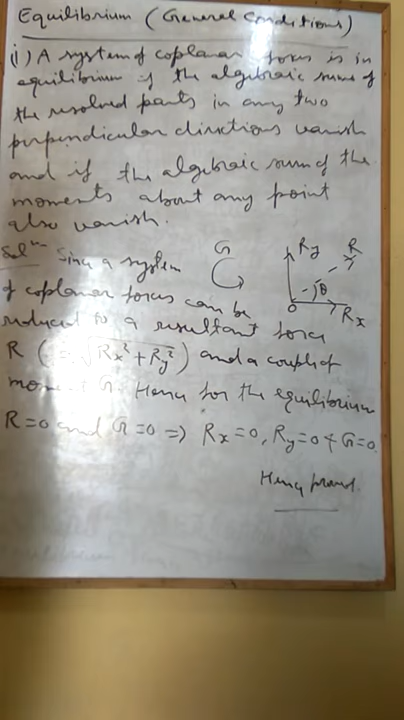 Equilibrium (General Conditions)
(1) A system of coplanar forces is in
equilibrium if the algebraic sums of
the resolved parts in any two
perpendicular directions vanish
and if the algebraic sum of the
moments about any point
also vanish.
Solⁿ Since a system
of coplanar forces can be
reduced to a resultant force
R (=√Rx²+Ry²) and a couple of
moment G. Hence for the equilibrium
R=0 and G=0 => Rx=0, Ry=0 & G=0
Hence proved.
G
Ry
R
θ
O
Rx